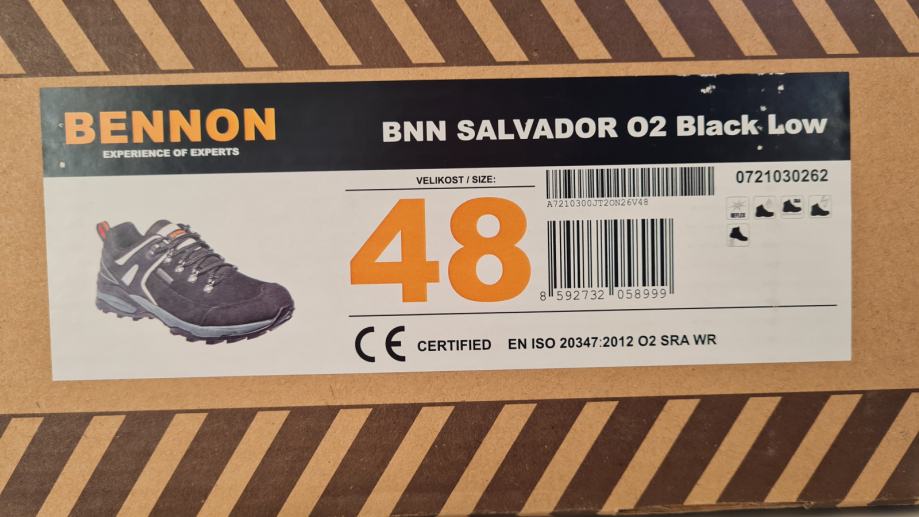 BENNON
EXPERIENCE OF EXPERTS
BNN SALVADOR O2 Black Low
VELIKOST / SIZE:
48
A7210300JT2ON26V48
0721030262
REFLEX
8 592732 058999
CE CERTIFIED EN ISO 20347:2012 O2 SRA WR